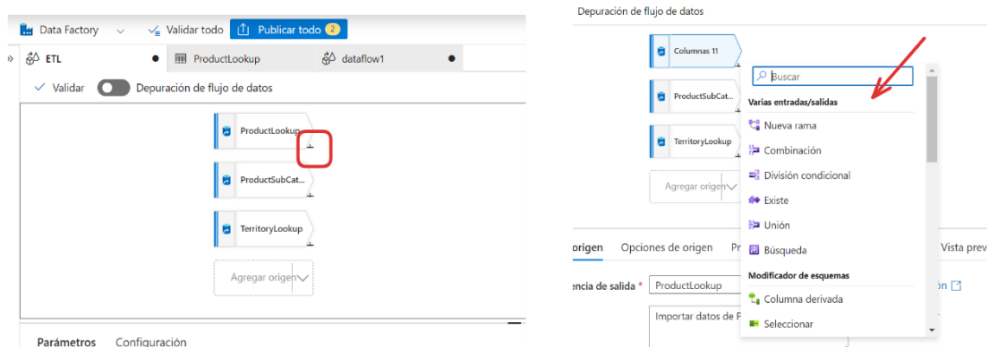 Data Factory
Validar todo
Publicar todo 2
» ETL
ProductLookup
dataflow1
Validar
Depuración de flujo de datos
ProductLookup
ProductSubCat...
TerritoryLookup
Agregar origen
Parámetros Configuración
Depuración de flujo de datos
Columnas 11
ProductSubCat...
TerritoryLookup
Agregar origen
Buscar
Varias entradas/salidas
Nueva rama
Combinación
División condicional
Existe
Unión
Búsqueda
Modificador de esquemas
Columna derivada
Seleccionar
origen Opciones de origen Pr
Vista prev
encia de salida * ProductLookup
ón
Importar datos de P